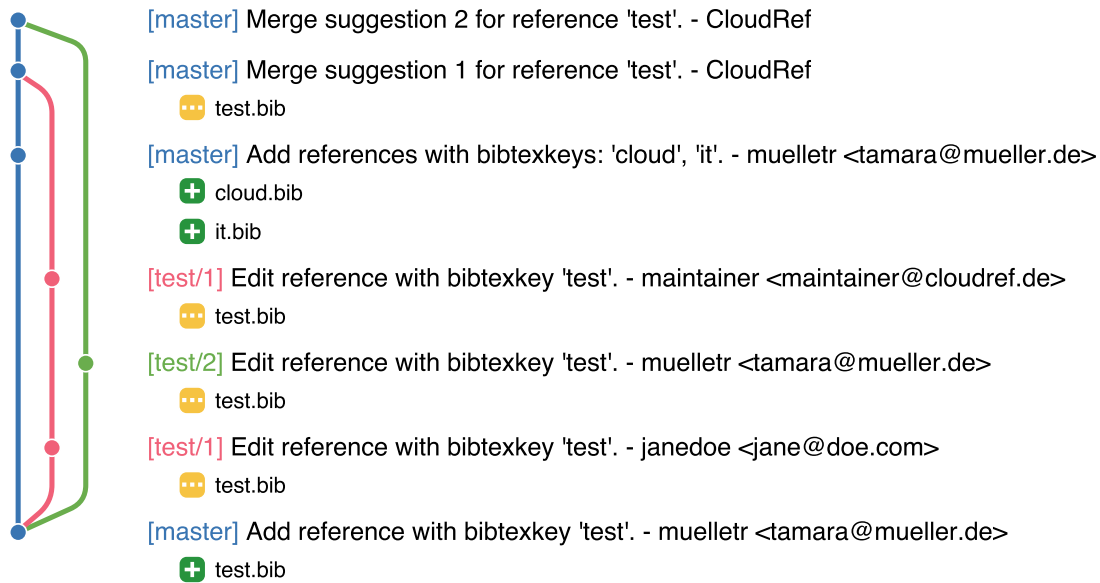 [master] Merge suggestion 2 for reference 'test'. - CloudRef
[master] Merge suggestion 1 for reference 'test'. - CloudRef
test.bib
[master] Add references with bibtexkeys: 'cloud', 'it'. - muelletr <tamara@mueller.de>
cloud.bib
it.bib
[test/1] Edit reference with bibtexkey 'test'. - maintainer <maintainer@cloudref.de>
test.bib
[test/2] Edit reference with bibtexkey 'test'. - muelletr <tamara@mueller.de>
test.bib
[test/1] Edit reference with bibtexkey 'test'. - janedoe <jane@doe.com>
test.bib
[master] Add reference with bibtexkey 'test'. - muelletr <tamara@mueller.de>
test.bib